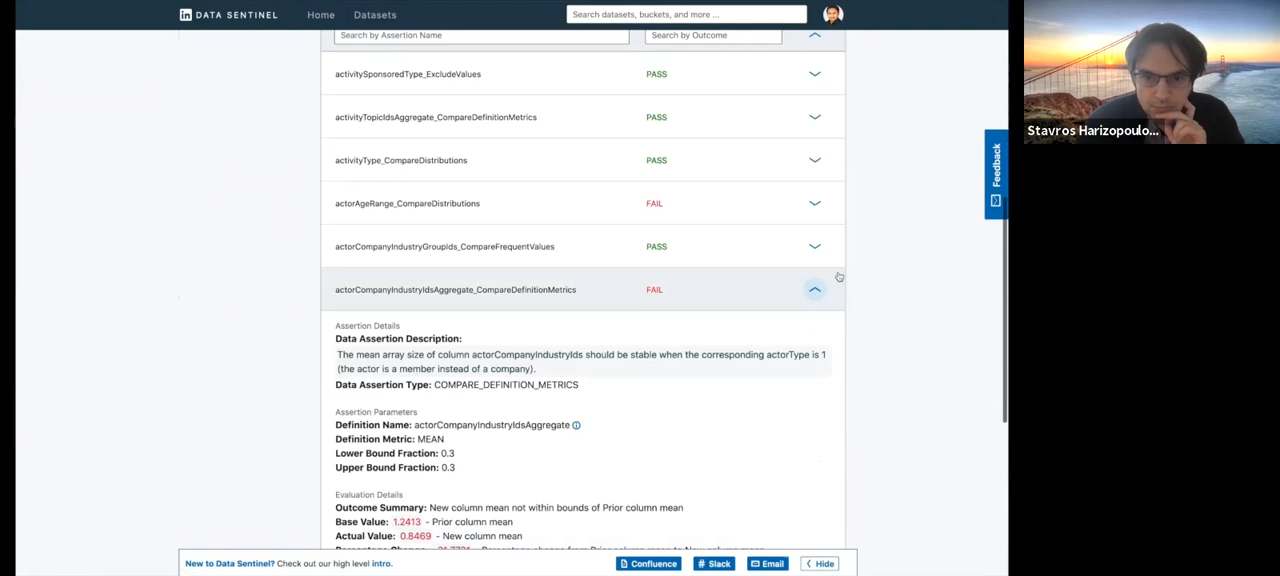 in DATA SENTINEL Home Datasets Search datasets, buckets, and more ...
Search by Assertion Name Search by Outcome
activitySponsoredType_ExcludeValues PASS
activityTopicIdsAggregate_CompareDefinitionMetrics PASS
activityType_CompareDistributions PASS
actorAgeRange_CompareDistributions FAIL
actorCompanyIndustryGroupIds_CompareFrequentValues PASS
actorCompanyIndustryIdsAggregate_CompareDefinitionMetrics FAIL
Assertion Details
Data Assertion Description:
The mean array size of column actorCompanyIndustryIds should be stable when the corresponding actorType is 1
(the actor is a member instead of a company).
Data Assertion Type: COMPARE_DEFINITION_METRICS
Assertion Parameters
Definition Name: actorCompanyIndustryIdsAggregate
Definition Metric: MEAN
Lower Bound Fraction: 0.3
Upper Bound Fraction: 0.3
Evaluation Details
Outcome Summary: New column mean not within bounds of Prior column mean
Base Value: 1.2413 - Prior column mean
Actual Value: 0.8469 - New column mean
New to Data Sentinel? Check out our high level intro. Confluence Slack Email Hide
Feedback
Stavros Harizopoulo...